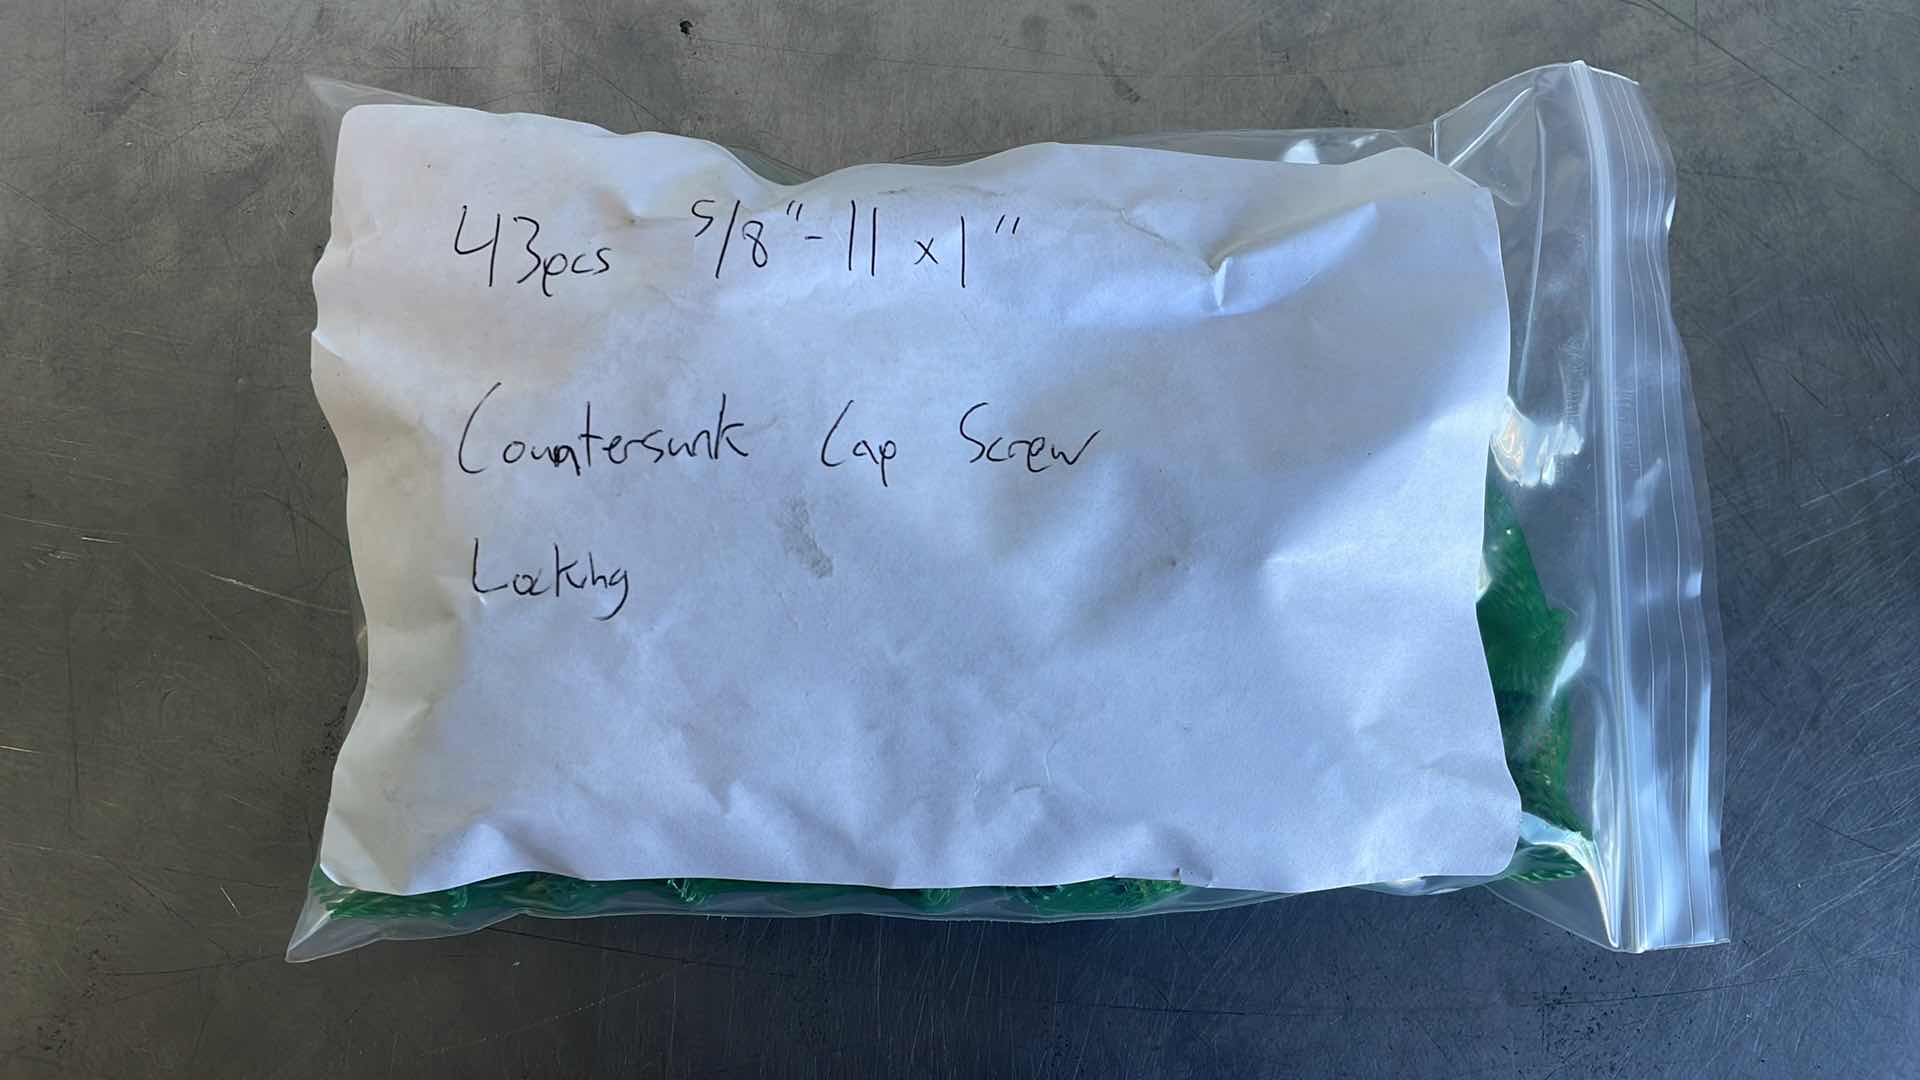 43pcs 5/8"-11 x 1"
Countersunk Cap Screw
Locking